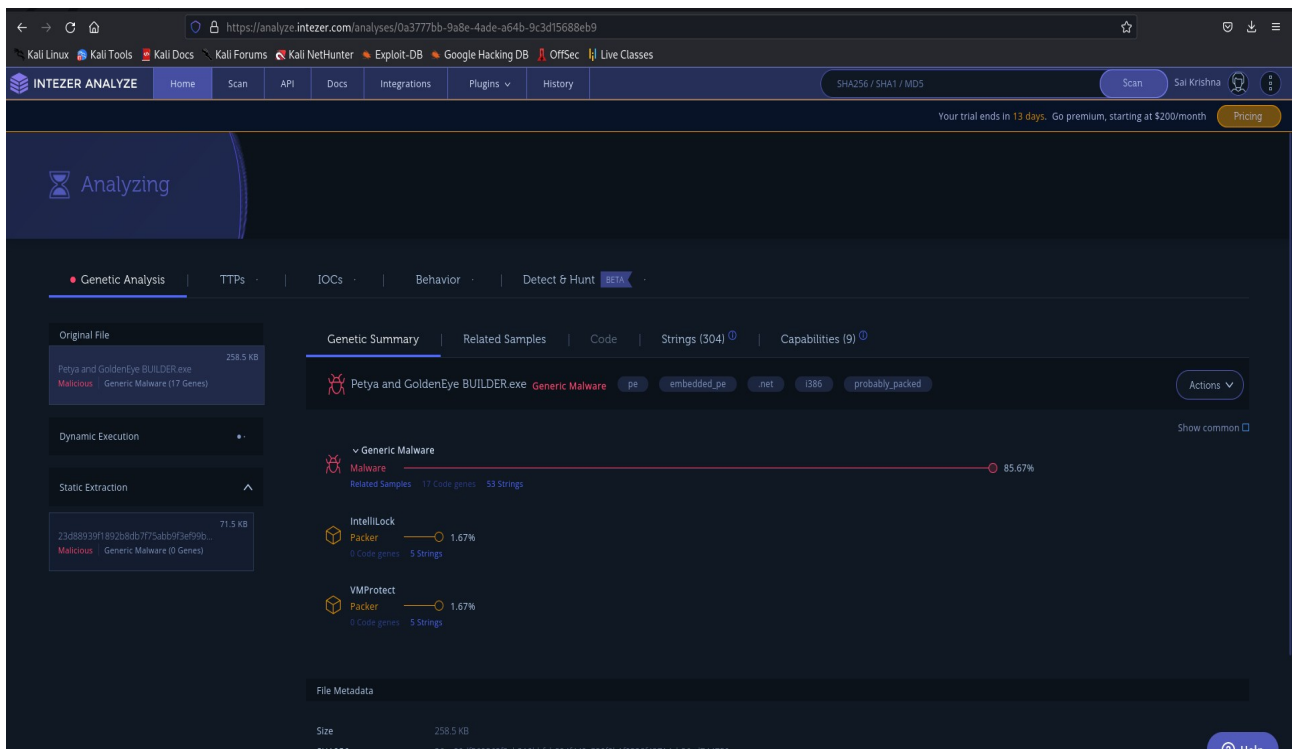 https://analyze.intezer.com/analyses/0a3777bb-9a8e-4ade-a64b-9c3d15688eb9
Kali Linux Kali Tools Kali Docs Kali Forums Kali NetHunter Exploit-DB Google Hacking DB OffSec Live Classes
INTEZER ANALYZE Home Scan API Docs Integrations Plugins History SHA256 / SHA1 / MD5 Scan Sai Krishna
Your trial ends in 13 days. Go premium, starting at $200/month Pricing
Analyzing
Genetic Analysis | TTPs | IOCs | Behavior | Detect & Hunt BETA
Original File
258.5 KB
Petya and GoldenEye BUILDER.exe
Malicious | Generic Malware (17 Genes)
Dynamic Execution
Static Extraction
71.5 KB
23d88939f1892b8db7f75abb9f3ef99b...
Malicious | Generic Malware (0 Genes)
Genetic Summary | Related Samples | Code | Strings (304) | Capabilities (9)
Petya and GoldenEye BUILDER.exe Generic Malware pe embedded_pe .net i386 probably_packed Actions
Show common
Generic Malware
Malware 85.67%
Related Samples 17 Code genes 53 Strings
IntelliLock
Packer 1.67%
0 Code genes 5 Strings
VMProtect
Packer 1.67%
0 Code genes 5 Strings
File Metadata
Size 258.5 KB
Help